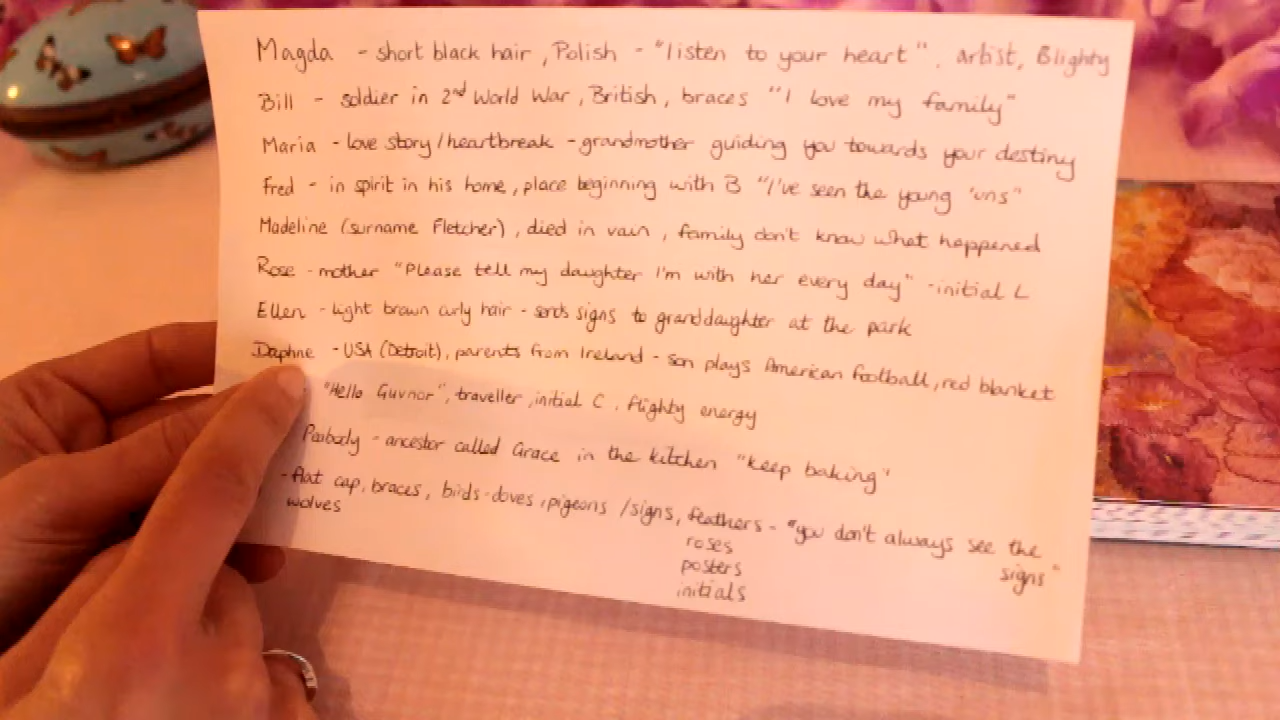 Magda - short black hair, Polish - "listen to your heart", artist, Blighty
Bill - soldier in 2nd World War, British, braces "I love my family"
Maria - love story/heartbreak - grandmother guiding you towards your destiny
Fred - in spirit in his home, place beginning with B "I've seen the young 'uns"
Madeline (surname Fletcher), died in vain, family don't know what happened
Rose - mother "Please tell my daughter I'm with her every day" - initial L
Ellen - light brown curly hair - sends signs to granddaughter at the park
Daphne - USA (Detroit), parents from Ireland - son plays American football, red blanket
"Hello Guvnor", traveller, initial C, flighty energy
Peabody - ancestor called Grace in the kitchen "keep baking"
- flat cap, braces, birds-doves, pigeons /signs, feathers - "you don't always see the signs"
wolves
roses
posters
initials